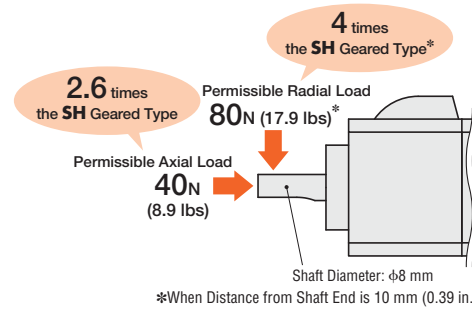 4 times
the SH Geared Type*
2.6 times
the SH Geared Type
Permissible Radial Load
80N (17.9 lbs)*
Permissible Axial Load
40N
(8.9 lbs)
Shaft Diameter: ϕ8 mm
*When Distance from Shaft End is 10 mm (0.39 in.